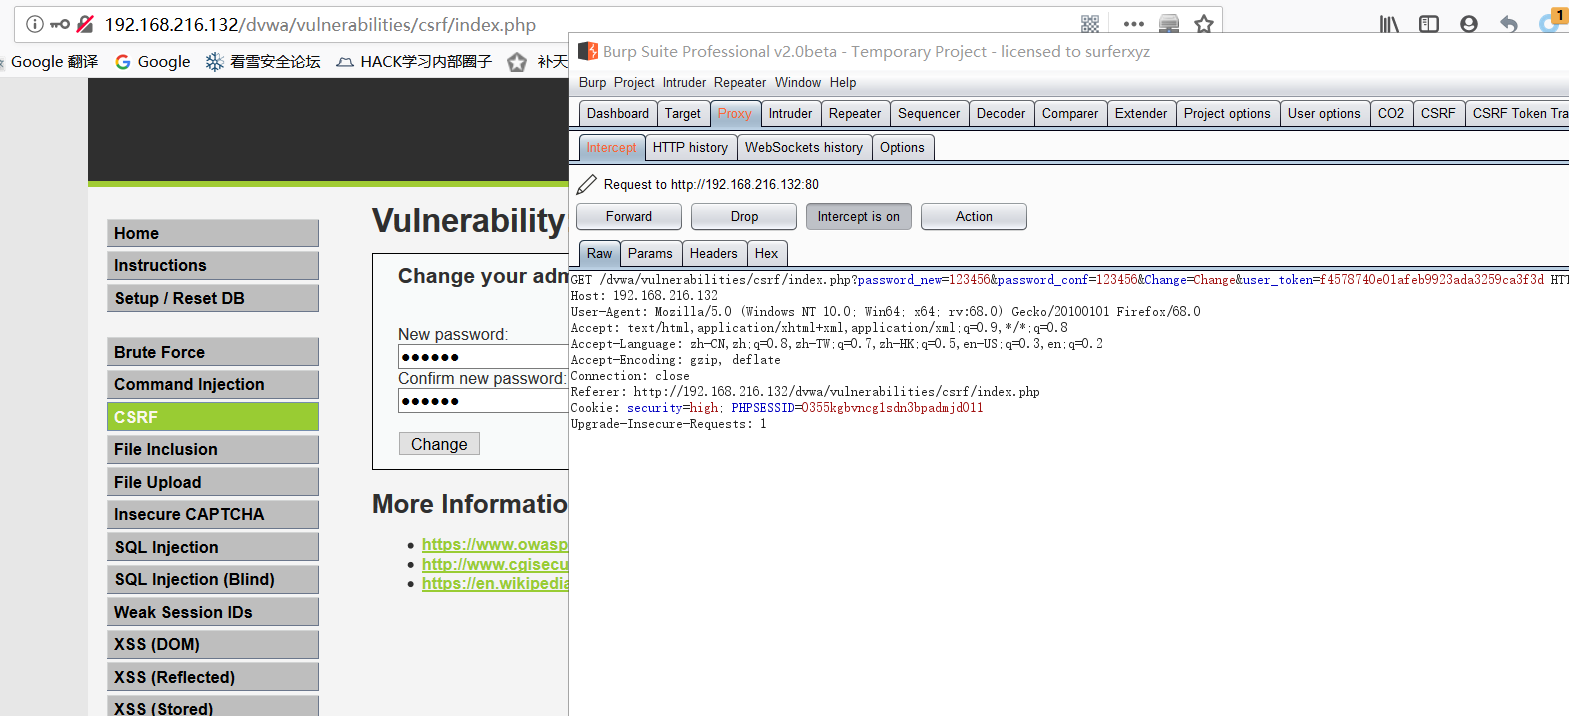 192.168.216.132/dvwa/vulnerabilities/csrf/index.php
1
Google 翻译
Google
看雪安全论坛
HACK学习内部圈子
补天
Burp Suite Professional v2.0beta - Temporary Project - licensed to surferxyz
Burp Project Intruder Repeater Window Help
Dashboard Target Proxy Intruder Repeater Sequencer Decoder Comparer Extender Project options User options CO2 CSRF CSRF Token Tra
Intercept HTTP history WebSockets history Options
Request to http://192.168.216.132:80
Forward Drop Intercept is on Action
Raw Params Headers Hex
GET /dvwa/vulnerabilities/csrf/index.php?password_new=123456&password_conf=123456&Change=Change&user_token=f4578740e01afeb9923ada3259ca3f3d HTT
Host: 192.168.216.132
User-Agent: Mozilla/5.0 (Windows NT 10.0; Win64; x64; rv:68.0) Gecko/20100101 Firefox/68.0
Accept: text/html,application/xhtml+xml,application/xml;q=0.9,*/*;q=0.8
Accept-Language: zh-CN,zh;q=0.8,zh-TW;q=0.7,zh-HK;q=0.5,en-US;q=0.3,en;q=0.2
Accept-Encoding: gzip, deflate
Connection: close
Referer: http://192.168.216.132/dvwa/vulnerabilities/csrf/index.php
Cookie: security=high; PHPSESSID=0355kgbvncglsdn3bpadmjd011
Upgrade-Insecure-Requests: 1
Home
Instructions
Setup / Reset DB
Brute Force
Command Injection
CSRF
File Inclusion
File Upload
Insecure CAPTCHA
SQL Injection
SQL Injection (Blind)
Weak Session IDs
XSS (DOM)
XSS (Reflected)
XSS (Stored)
Vulnerability
Change your adm
New password:
Confirm new password:
Change
More Informatio
https://www.owasp
http://www.cgisecu
https://en.wikipedia